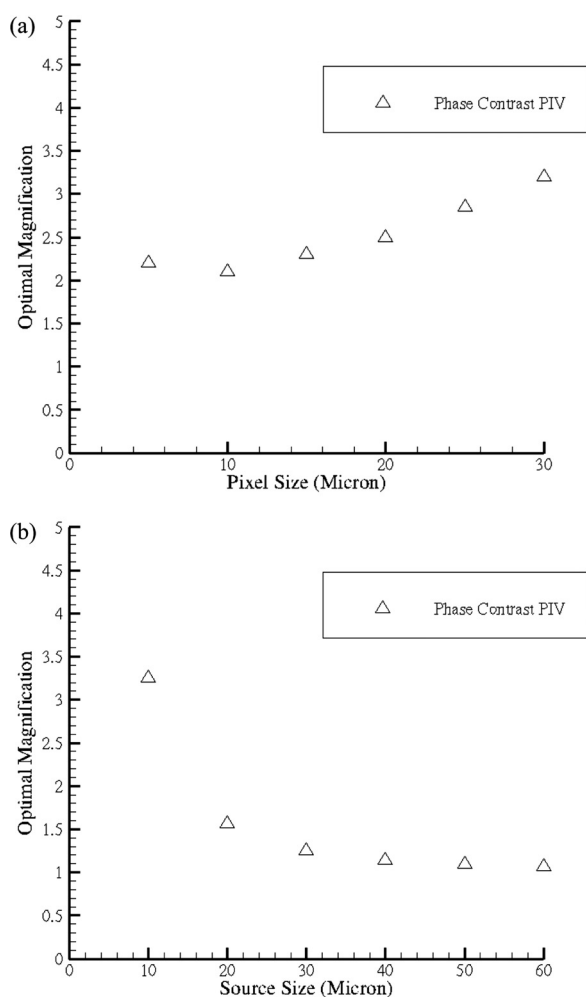 (a)
5
4.5
4
3.5
3
2.5
2
1.5
1
0.5
0
Optimal Magnification
Phase Contrast PIV
0 10 20 30
Pixel Size (Micron)
(b)
5
4.5
4
3.5
3
2.5
2
1.5
1
0.5
0
Optimal Magnification
Phase Contrast PIV
0 10 20 30 40 50 60
Source Size (Micron)